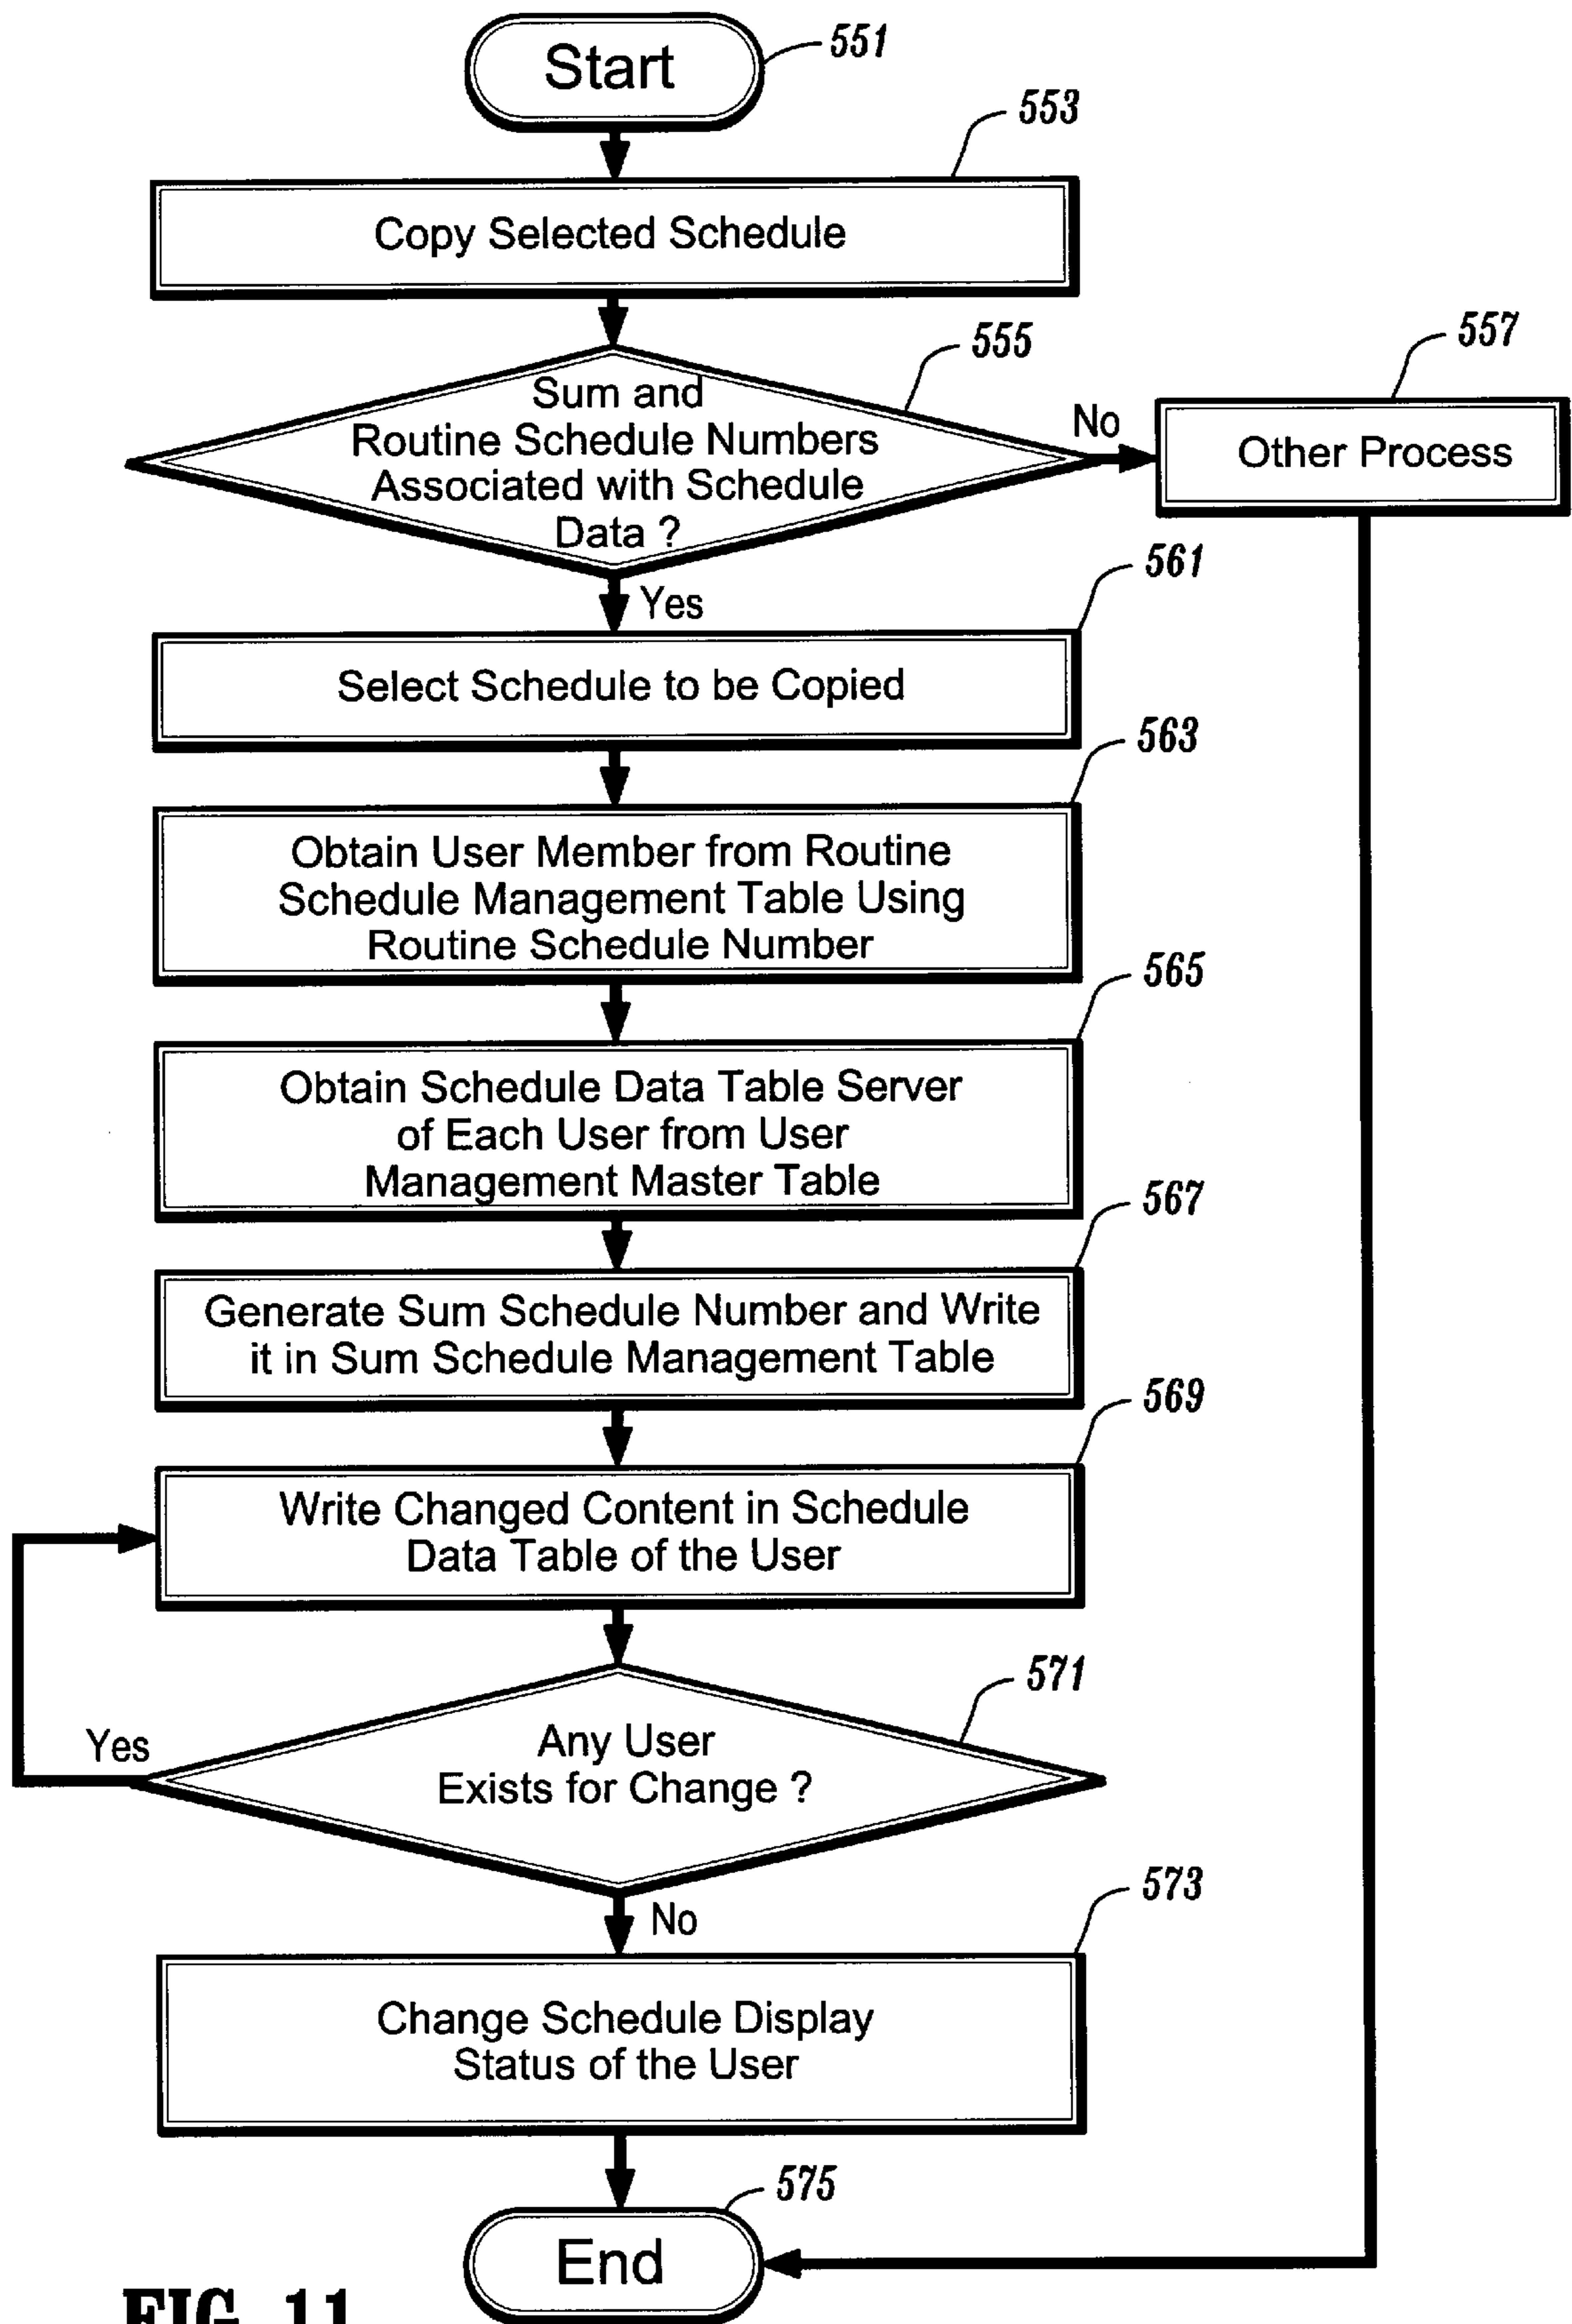 Start
551
553
Copy Selected Schedule
555
557
Sum and
Routine Schedule Numbers
Associated with Schedule
Data ?
No
Other Process
561
Yes
Select Schedule to be Copied
563
Obtain User Member from Routine
Schedule Management Table Using
Routine Schedule Number
565
Obtain Schedule Data Table Server
of Each User from User
Management Master Table
567
Generate Sum Schedule Number and Write
it in Sum Schedule Management Table
569
Write Changed Content in Schedule
Data Table of the User
571
Yes
Any User
Exists for Change ?
573
No
Change Schedule Display
Status of the User
575
End
FIG. 11